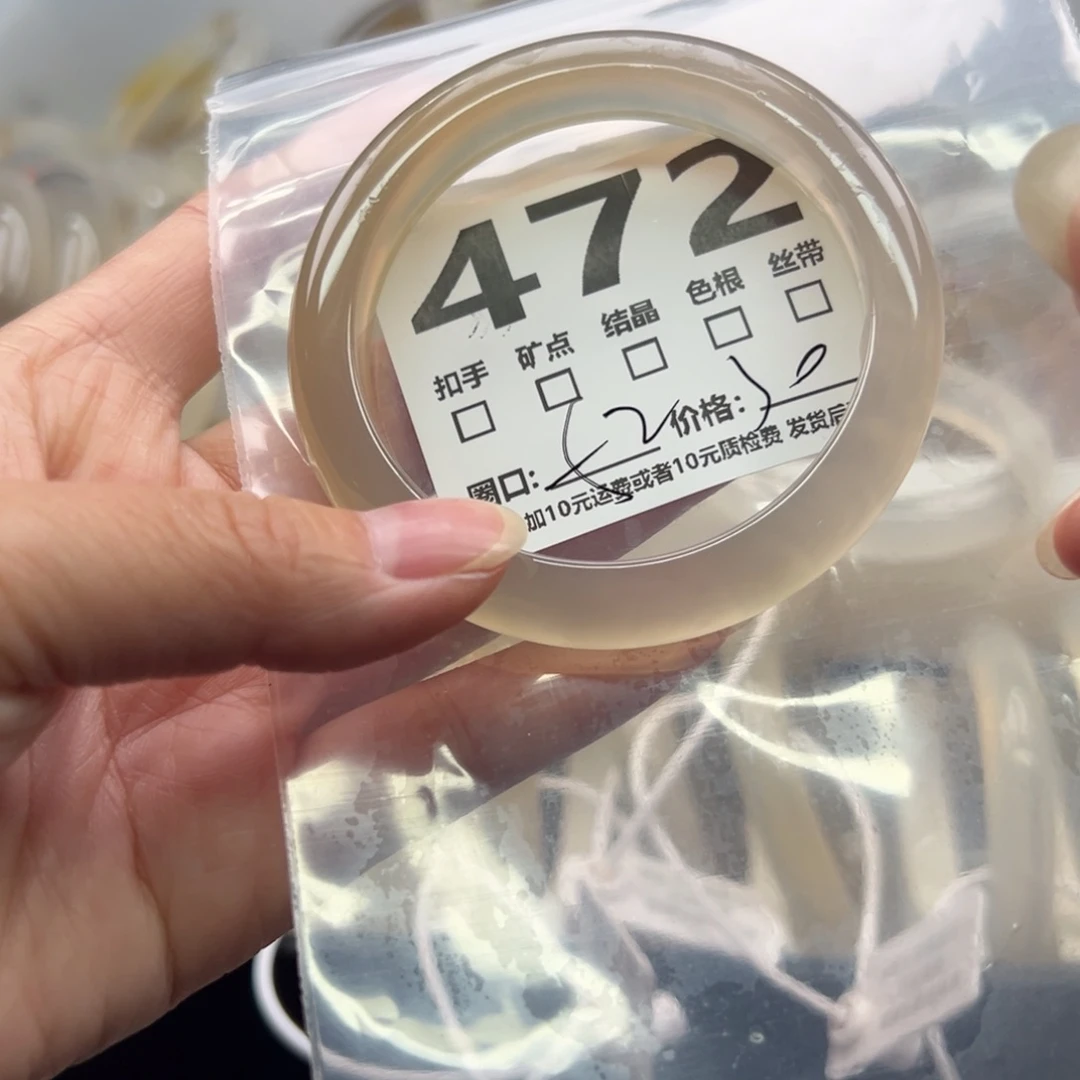 472
扣手 矿点 结晶 色根 丝带
圈口: 价格:
加10元运费或者10元质检费 发货后